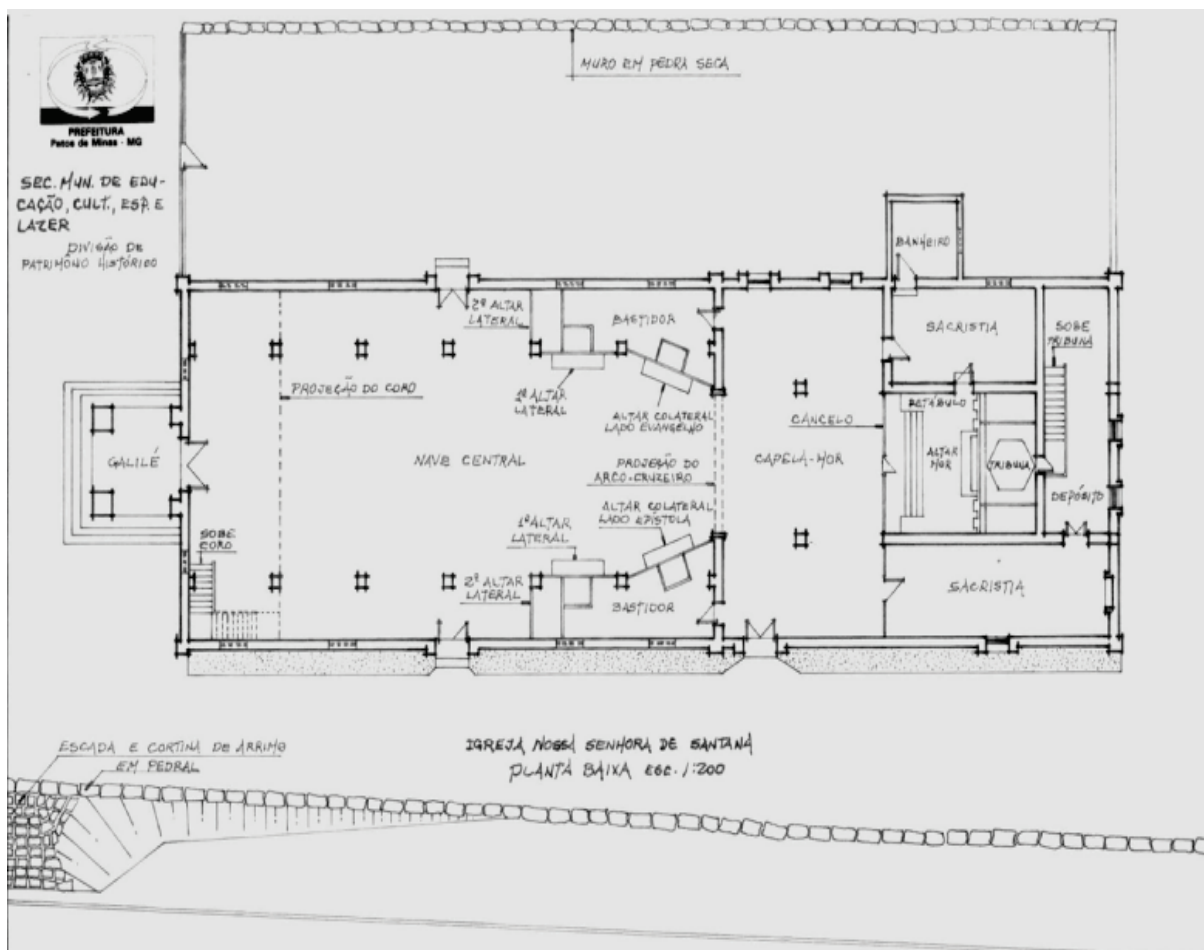 MURO EM PEDRA SECA
PREFEITURA
Patos de Minas - MG
SEC. MUN. DE EDU-
CAÇÃO, CULT., ESP. E
LAZER
DIVISÃO DE
PATRIMÔNIO HISTÓRICO
BANHEIRO
2º ALTAR
LATERAL
BASTIDOR
SACRISTIA
SOBE
TRIBUNA
PROJEÇÃO DO CORO
1º ALTAR
LATERAL
ALTAR COLATERAL
LADO EVANGELHO
CANCELO
RETÁBULO
GALILÉ
NAVE CENTRAL
PROJEÇÃO DO
ARCO-CRUZEIRO
CAPELA-MOR
ALTAR
MOR
TRIBUNA
DEPÓSITO
ALTAR COLATERAL
LADO EPÍSTOLA
1º ALTAR
LATERAL
SOBE
CORO
2º ALTAR
LATERAL
BASTIDOR
SACRISTIA
ESCADA E CORTINA DE ARRIMO
EM PEDRAL
IGREJA NOSSA SENHORA DE SANTANA
PLANTA BAIXA ESC. 1:200